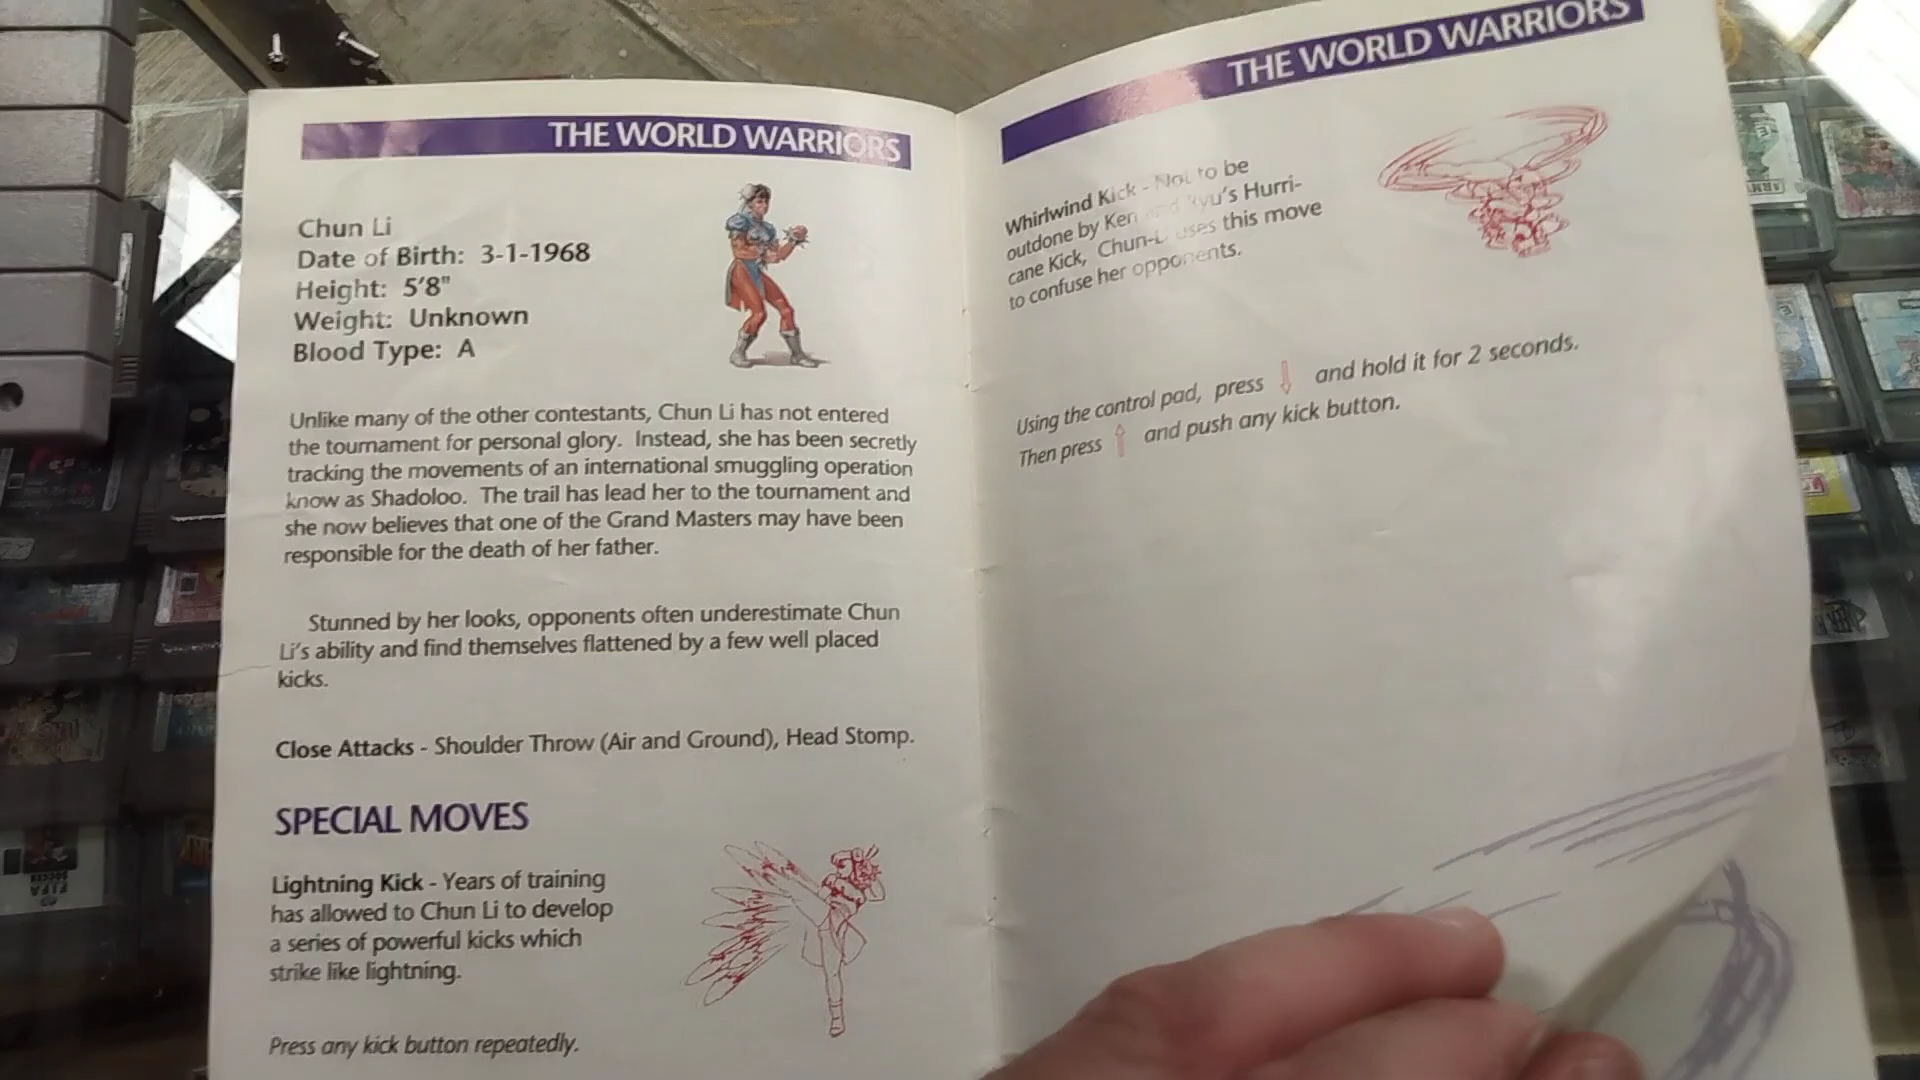 THE WORLD WARRIORS
Chun Li
Date of Birth: 3-1-1968
Height: 5'8"
Weight: Unknown
Blood Type: A
Unlike many of the other contestants, Chun Li has not entered
the tournament for personal glory. Instead, she has been secretly
tracking the movements of an international smuggling operation
know as Shadoloo. The trail has lead her to the tournament and
she now believes that one of the Grand Masters may have been
responsible for the death of her father.
Stunned by her looks, opponents often underestimate Chun
Li's ability and find themselves flattened by a few well placed
kicks.
Close Attacks - Shoulder Throw (Air and Ground), Head Stomp.
SPECIAL MOVES
Lightning Kick - Years of training
has allowed to Chun Li to develop
a series of powerful kicks which
strike like lightning.
Press any kick button repeatedly.
THE WORLD WARRIORS
Whirlwind Kick - Not to be
outdone by Ken and Ryu's Hurri-
cane Kick, Chun-Li uses this move
to confuse her opponents.
Using the control pad, press and hold it for 2 seconds.
Then press and push any kick button.
FIFA
SOCCER